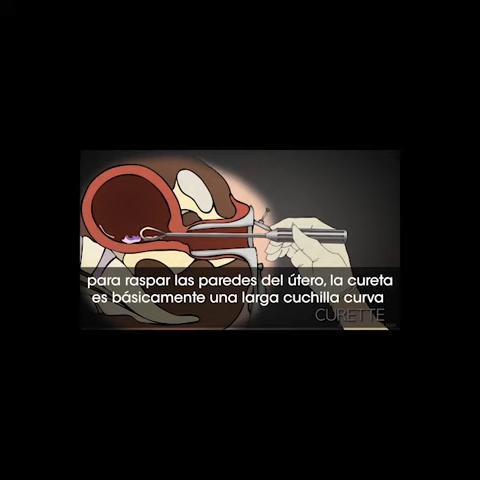 para raspar las paredes del útero, la cureta
es básicamente una larga cuchilla curva
CURETTE